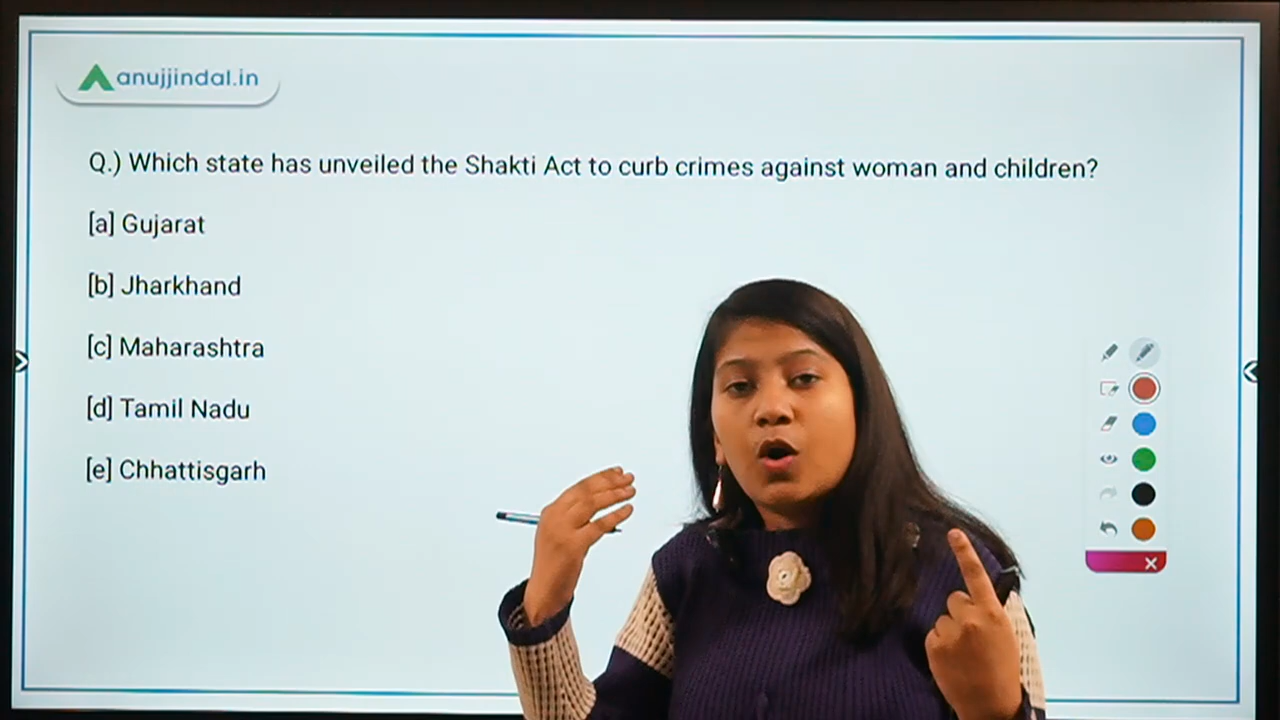 anujjindal.in
Q.) Which state has unveiled the Shakti Act to curb crimes against woman and children?
[a] Gujarat
[b] Jharkhand
[c] Maharashtra
[d] Tamil Nadu
[e] Chhattisgarh